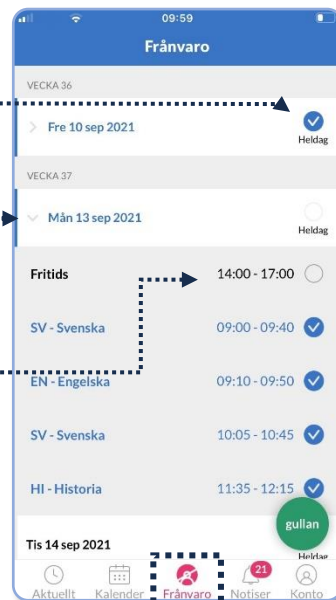 09:59
Frånvaro
VECKA 36
Fre 10 sep 2021
Heldag
VECKA 37
Mån 13 sep 2021
Heldag
Fritids 14:00 - 17:00
SV - Svenska 09:00 - 09:40
EN - Engelska 09:10 - 09:50
SV - Svenska 10:05 - 10:45
HI - Historia 11:35 - 12:15
gullan
Tis 14 sep 2021
Heldag
21
Aktuellt Kalender Frånvaro Notiser Konto